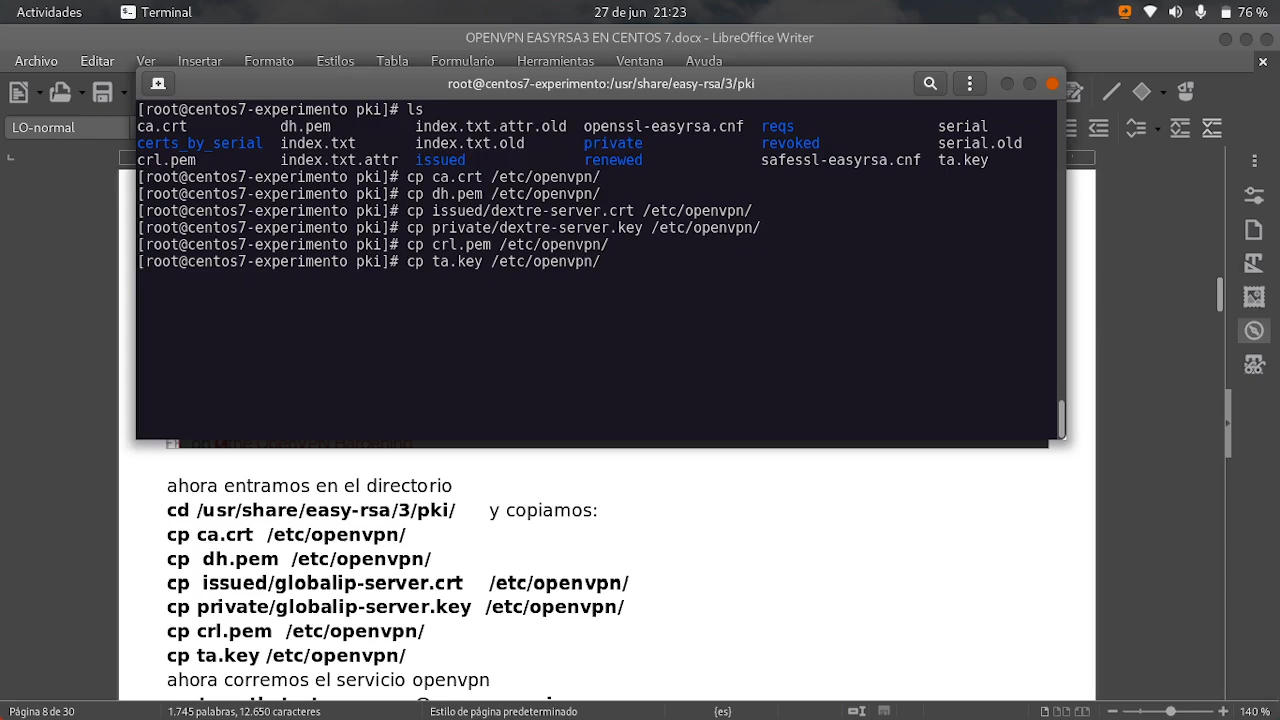 Actividades
Terminal
27 de jun 21:23
76 %
OPENVPN EASYRSA3 EN CENTOS 7.docx - LibreOffice Writer
Archivo Editar Ver Insertar Formato Estilos Tabla Formulario Herramientas Ventana Ayuda
root@centos7-experimento:/usr/share/easy-rsa/3/pki
LO-normal
[root@centos7-experimento pki]# ls
ca.crt dh.pem index.txt.attr.old openssl-easyrsa.cnf reqs serial
certs_by_serial index.txt index.txt.old private revoked serial.old
crl.pem index.txt.attr issued renewed safessl-easyrsa.cnf ta.key
[root@centos7-experimento pki]# cp ca.crt /etc/openvpn/
[root@centos7-experimento pki]# cp dh.pem /etc/openvpn/
[root@centos7-experimento pki]# cp issued/dextre-server.crt /etc/openvpn/
[root@centos7-experimento pki]# cp private/dextre-server.key /etc/openvpn/
[root@centos7-experimento pki]# cp crl.pem /etc/openvpn/
[root@centos7-experimento pki]# cp ta.key /etc/openvpn/
ahora entramos en el directorio
cd /usr/share/easy-rsa/3/pki/ y copiamos:
cp ca.crt /etc/openvpn/
cp dh.pem /etc/openvpn/
cp issued/globalip-server.crt /etc/openvpn/
cp private/globalip-server.key /etc/openvpn/
cp crl.pem /etc/openvpn/
cp ta.key /etc/openvpn/
ahora corremos el servicio openvpn
Página 8 de 30
1.745 palabras, 12.650 caracteres
Estilo de página predeterminado
{es}
140 %